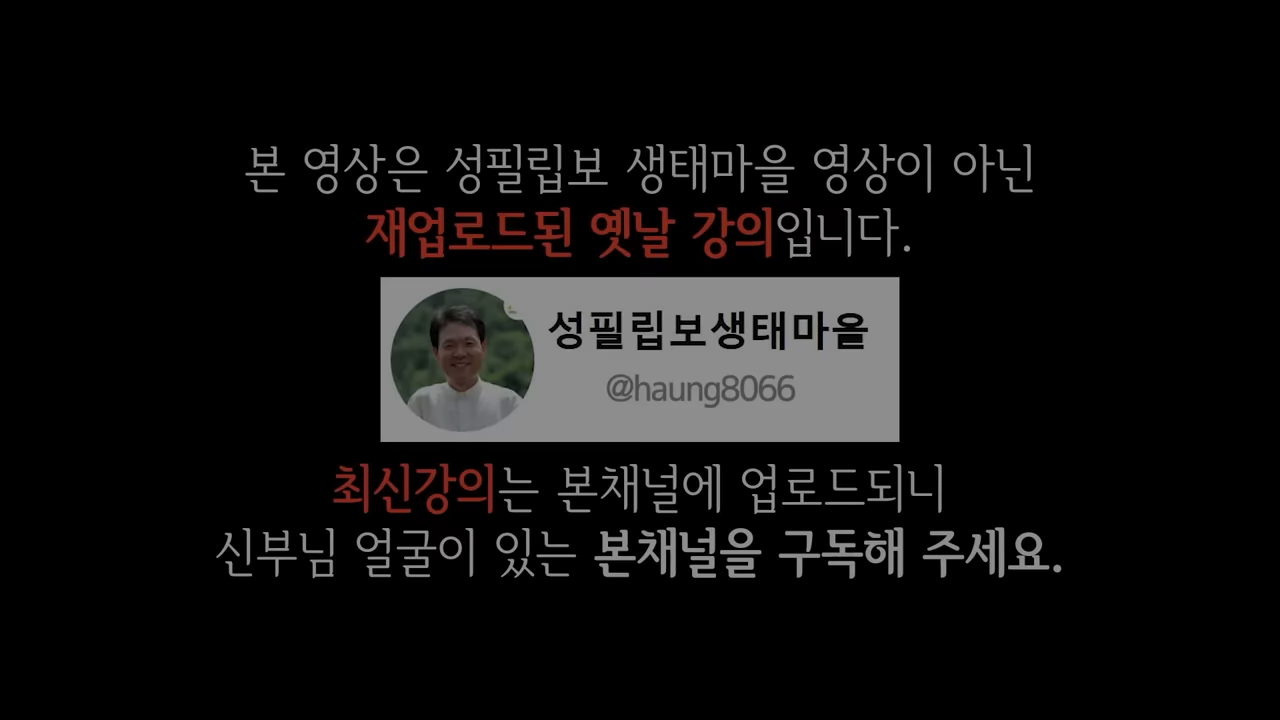 본 영상은 성필립보 생태마을 영상이 아닌
재업로드된 옛날 강의입니다.
성필립보생태마을
@haung8066
최신강의는 본채널에 업로드되니
신부님 얼굴이 있는 본채널을 구독해 주세요.